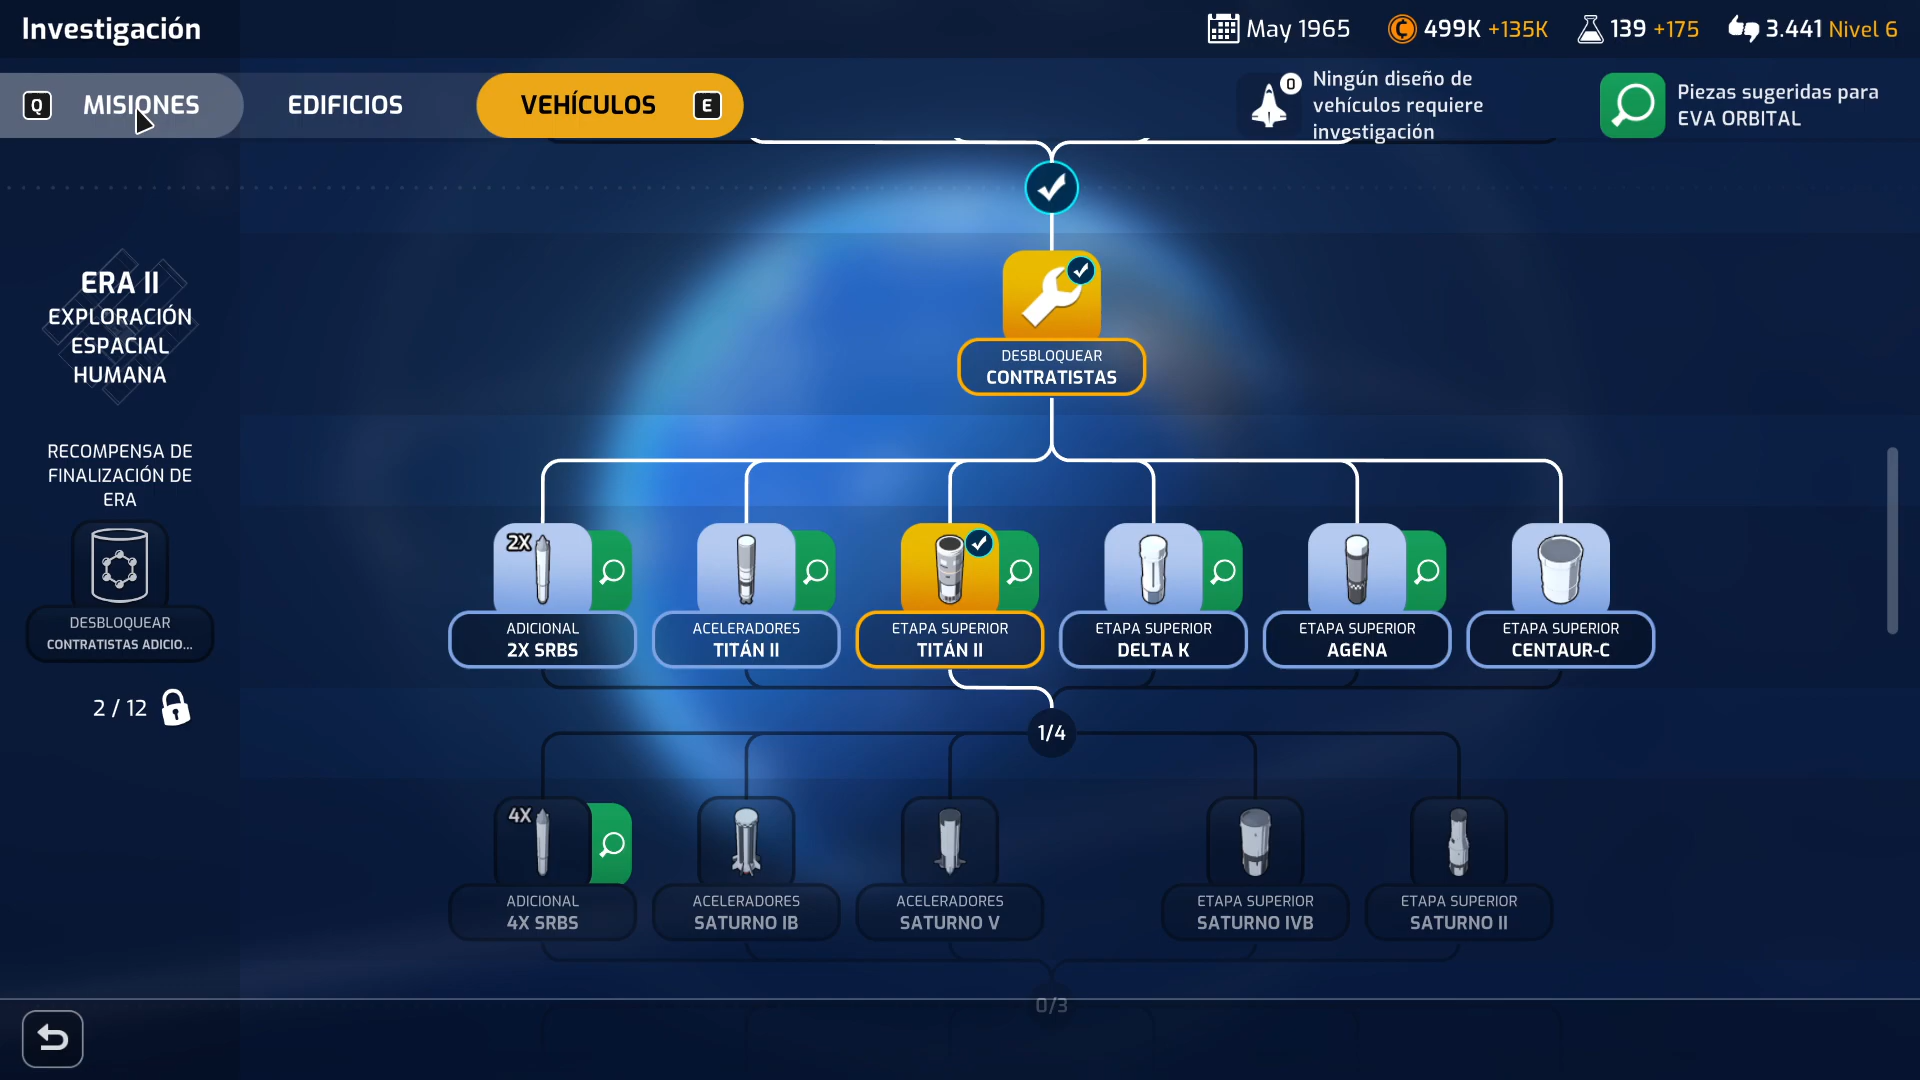 Investigación
May 1965
499K +135K
139 +175
3.441 Nivel 6
Q MISIONES
EDIFICIOS
VEHÍCULOS E
0
Ningún diseño de
vehículos requiere
investigación
Piezas sugeridas para
EVA ORBITAL
ERA II
EXPLORACIÓN
ESPACIAL
HUMANA
RECOMPENSA DE
FINALIZACIÓN DE
ERA
DESBLOQUEAR
CONTRATISTAS ADICIO...
2 / 12
DESBLOQUEAR
CONTRATISTAS
2X
ADICIONAL
2X SRBS
ACELERADORES
TITÁN II
ETAPA SUPERIOR
TITÁN II
ETAPA SUPERIOR
DELTA K
ETAPA SUPERIOR
AGENA
ETAPA SUPERIOR
CENTAUR-C
1/4
4X
ADICIONAL
4X SRBS
ACELERADORES
SATURNO IB
ACELERADORES
SATURNO V
ETAPA SUPERIOR
SATURNO IVB
ETAPA SUPERIOR
SATURNO II
0/3